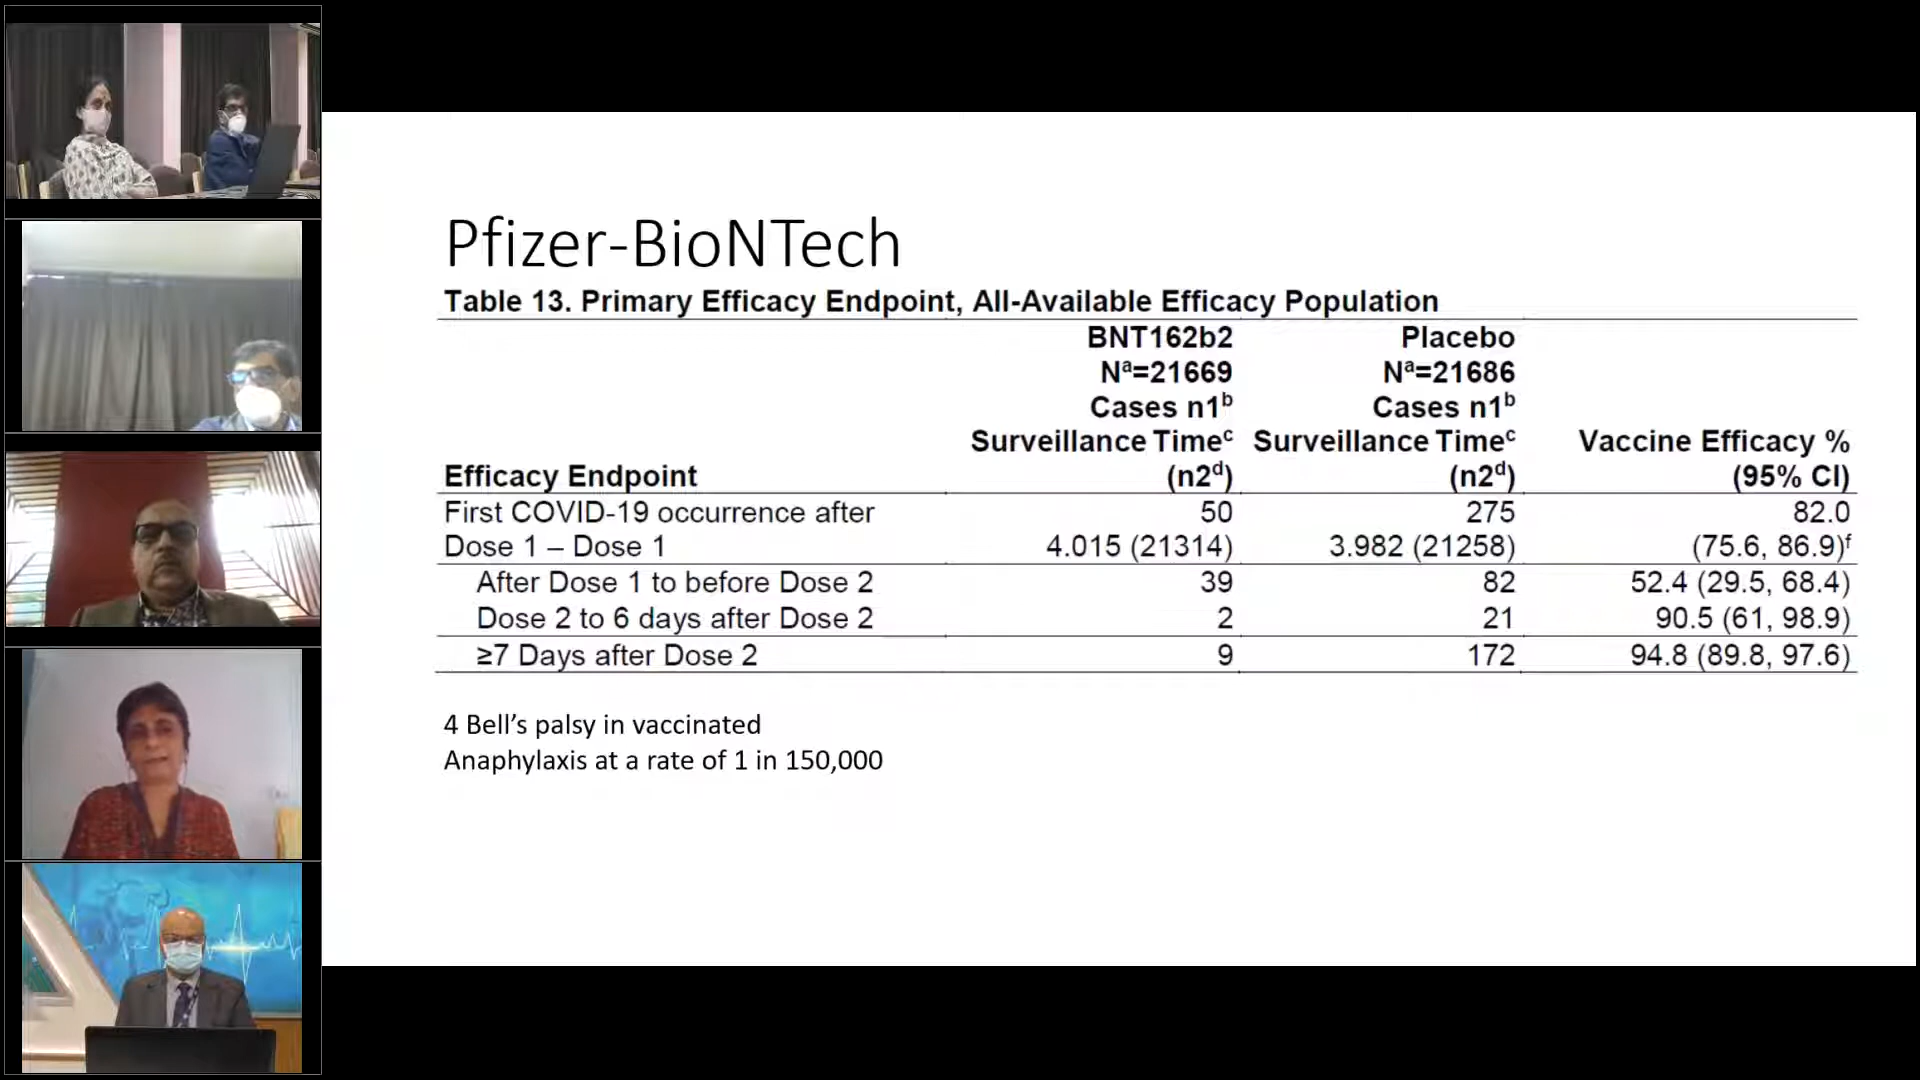 Pfizer-BioNTech
Table 13. Primary Efficacy Endpoint, All-Available Efficacy Population
BNT162b2 Placebo
Nᵃ=21669 Nᵃ=21686
Cases n1ᵇ Cases n1ᵇ
Surveillance Timeᶜ Surveillance Timeᶜ Vaccine Efficacy %
Efficacy Endpoint (n2ᵈ) (n2ᵈ) (95% CI)
First COVID-19 occurrence after 50 275 82.0
Dose 1 – Dose 1 4.015 (21314) 3.982 (21258) (75.6, 86.9)ᶠ
After Dose 1 to before Dose 2 39 82 52.4 (29.5, 68.4)
Dose 2 to 6 days after Dose 2 2 21 90.5 (61, 98.9)
≥7 Days after Dose 2 9 172 94.8 (89.8, 97.6)
4 Bell’s palsy in vaccinated
Anaphylaxis at a rate of 1 in 150,000